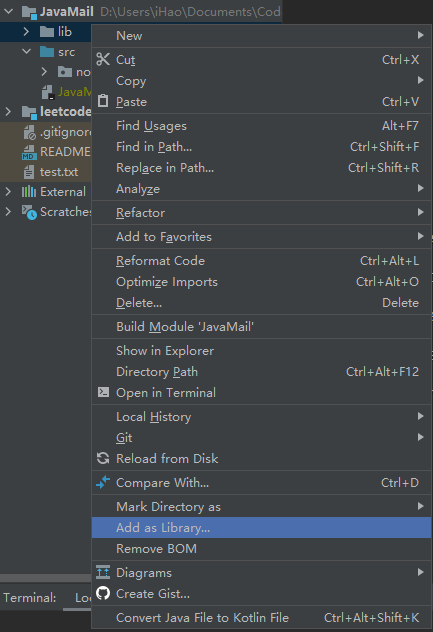 JavaMail D:\Users\iHao\Documents\Cod
lib
src
no
JavaM
leetcode
.gitignore
README
test.txt
External
Scratches
New
Cut Ctrl+X
Copy
Paste Ctrl+V
Find Usages Alt+F7
Find in Path... Ctrl+Shift+F
Replace in Path... Ctrl+Shift+R
Analyze
Refactor
Add to Favorites
Reformat Code Ctrl+Alt+L
Optimize Imports Ctrl+Alt+O
Delete... Delete
Build Module 'JavaMail'
Show in Explorer
Directory Path Ctrl+Alt+F12
Open in Terminal
Local History
Git
Reload from Disk
Compare With... Ctrl+D
Mark Directory as
Add as Library...
Remove BOM
Diagrams
Create Gist...
Convert Java File to Kotlin File Ctrl+Alt+Shift+K
Terminal: Lo